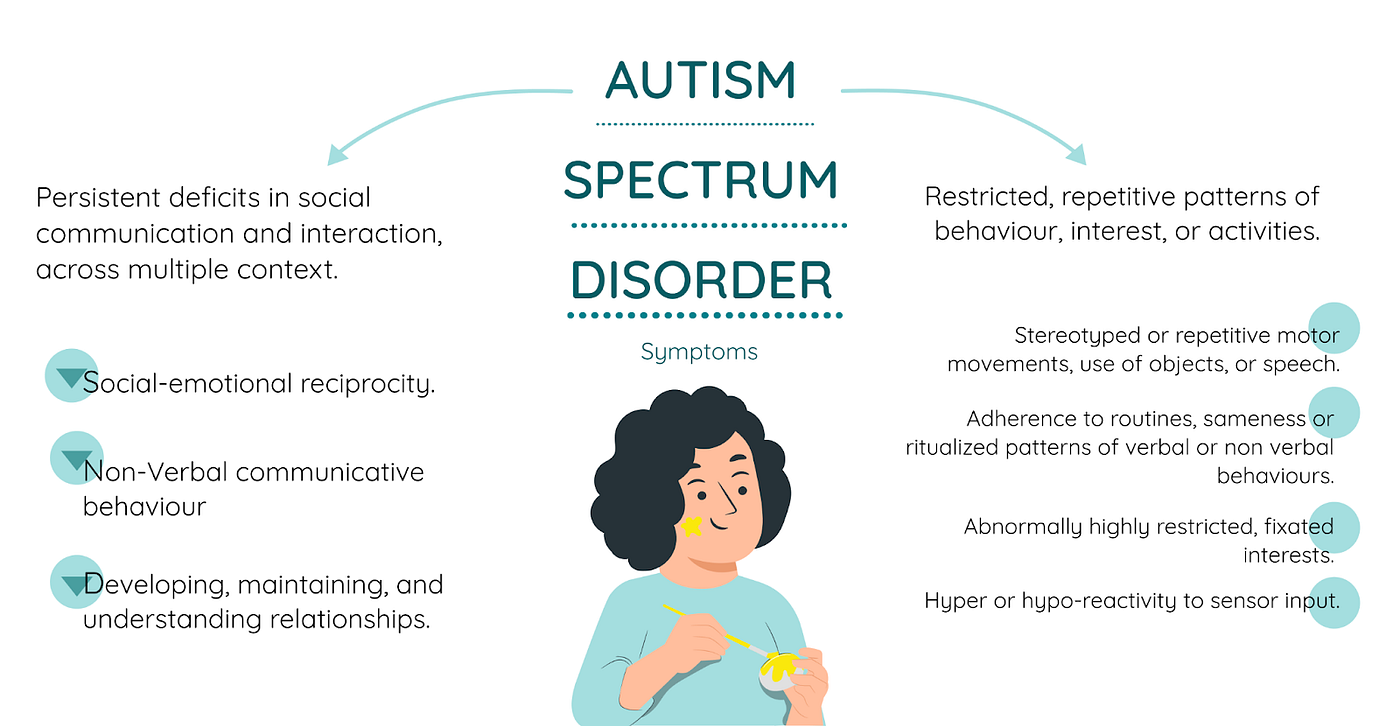 AUTISM
SPECTRUM
DISORDER
Symptoms
Persistent deficits in social
communication and interaction,
across multiple context.
Social-emotional reciprocity.
Non-Verbal communicative
behaviour
Developing, maintaining, and
understanding relationships.
Restricted, repetitive patterns of
behaviour, interest, or activities.
Stereotyped or repetitive motor
movements, use of objects, or speech.
Adherence to routines, sameness or
ritualized patterns of verbal or non verbal
behaviours.
Abnormally highly restricted, fixated
interests.
Hyper or hypo-reactivity to sensor input.